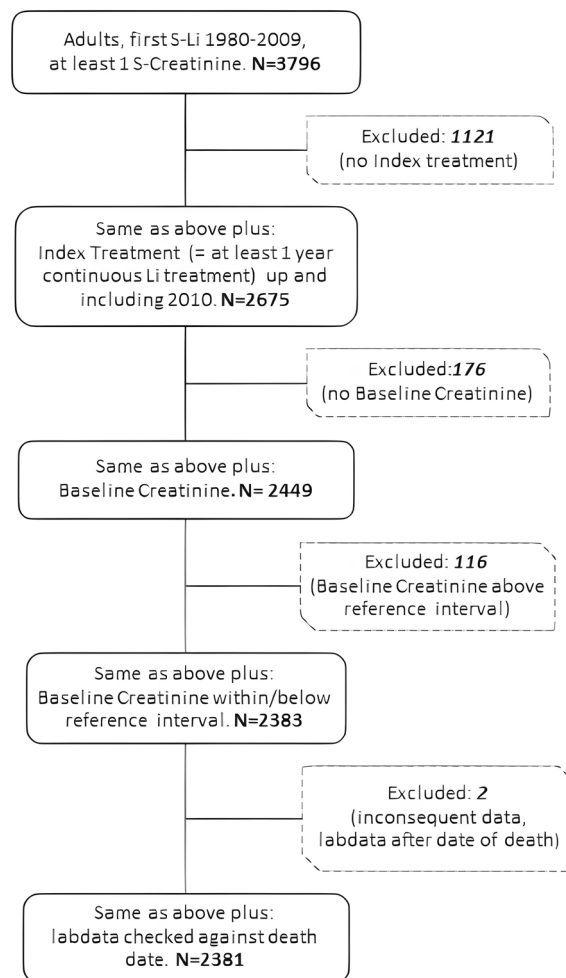 Adults, first S-Li 1980-2009,
at least 1 S-Creatinine. N=3796
Excluded: 1121
(no Index treatment)
Same as above plus:
Index Treatment (= at least 1 year
continuous Li treatment) up and
including 2010. N=2675
Excluded:176
(no Baseline Creatinine)
Same as above plus:
Baseline Creatinine. N= 2449
Excluded: 116
(Baseline Creatinine above
reference interval)
Same as above plus:
Baseline Creatinine within/below
reference interval. N=2383
Excluded: 2
(inconsequent data,
labdata after date of death)
Same as above plus:
labdata checked against death
date. N=2381